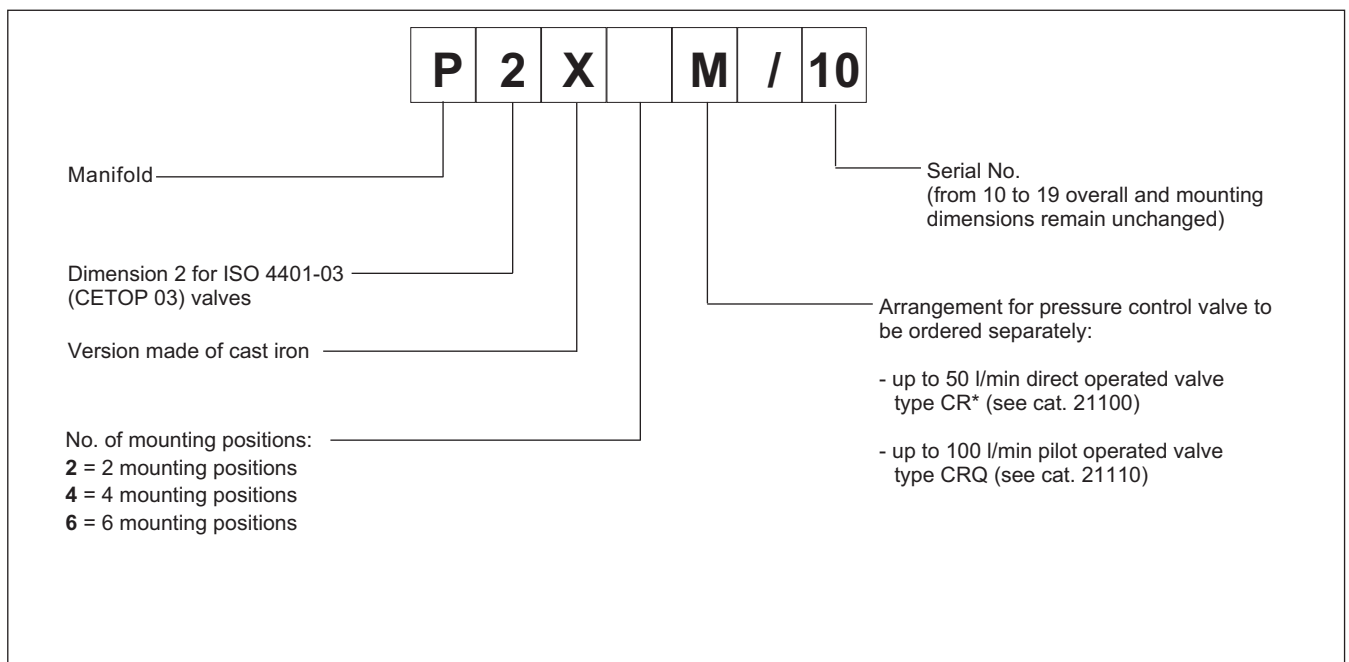 P 2 X M / 10
Manifold
Dimension 2 for ISO 4401-03
(CETOP 03) valves
Version made of cast iron
No. of mounting positions:
2 = 2 mounting positions
4 = 4 mounting positions
6 = 6 mounting positions
Serial No.
(from 10 to 19 overall and mounting
dimensions remain unchanged)
Arrangement for pressure control valve to
be ordered separately:
- up to 50 l/min direct operated valve
type CR* (see cat. 21100)
- up to 100 l/min pilot operated valve
type CRQ (see cat. 21110)